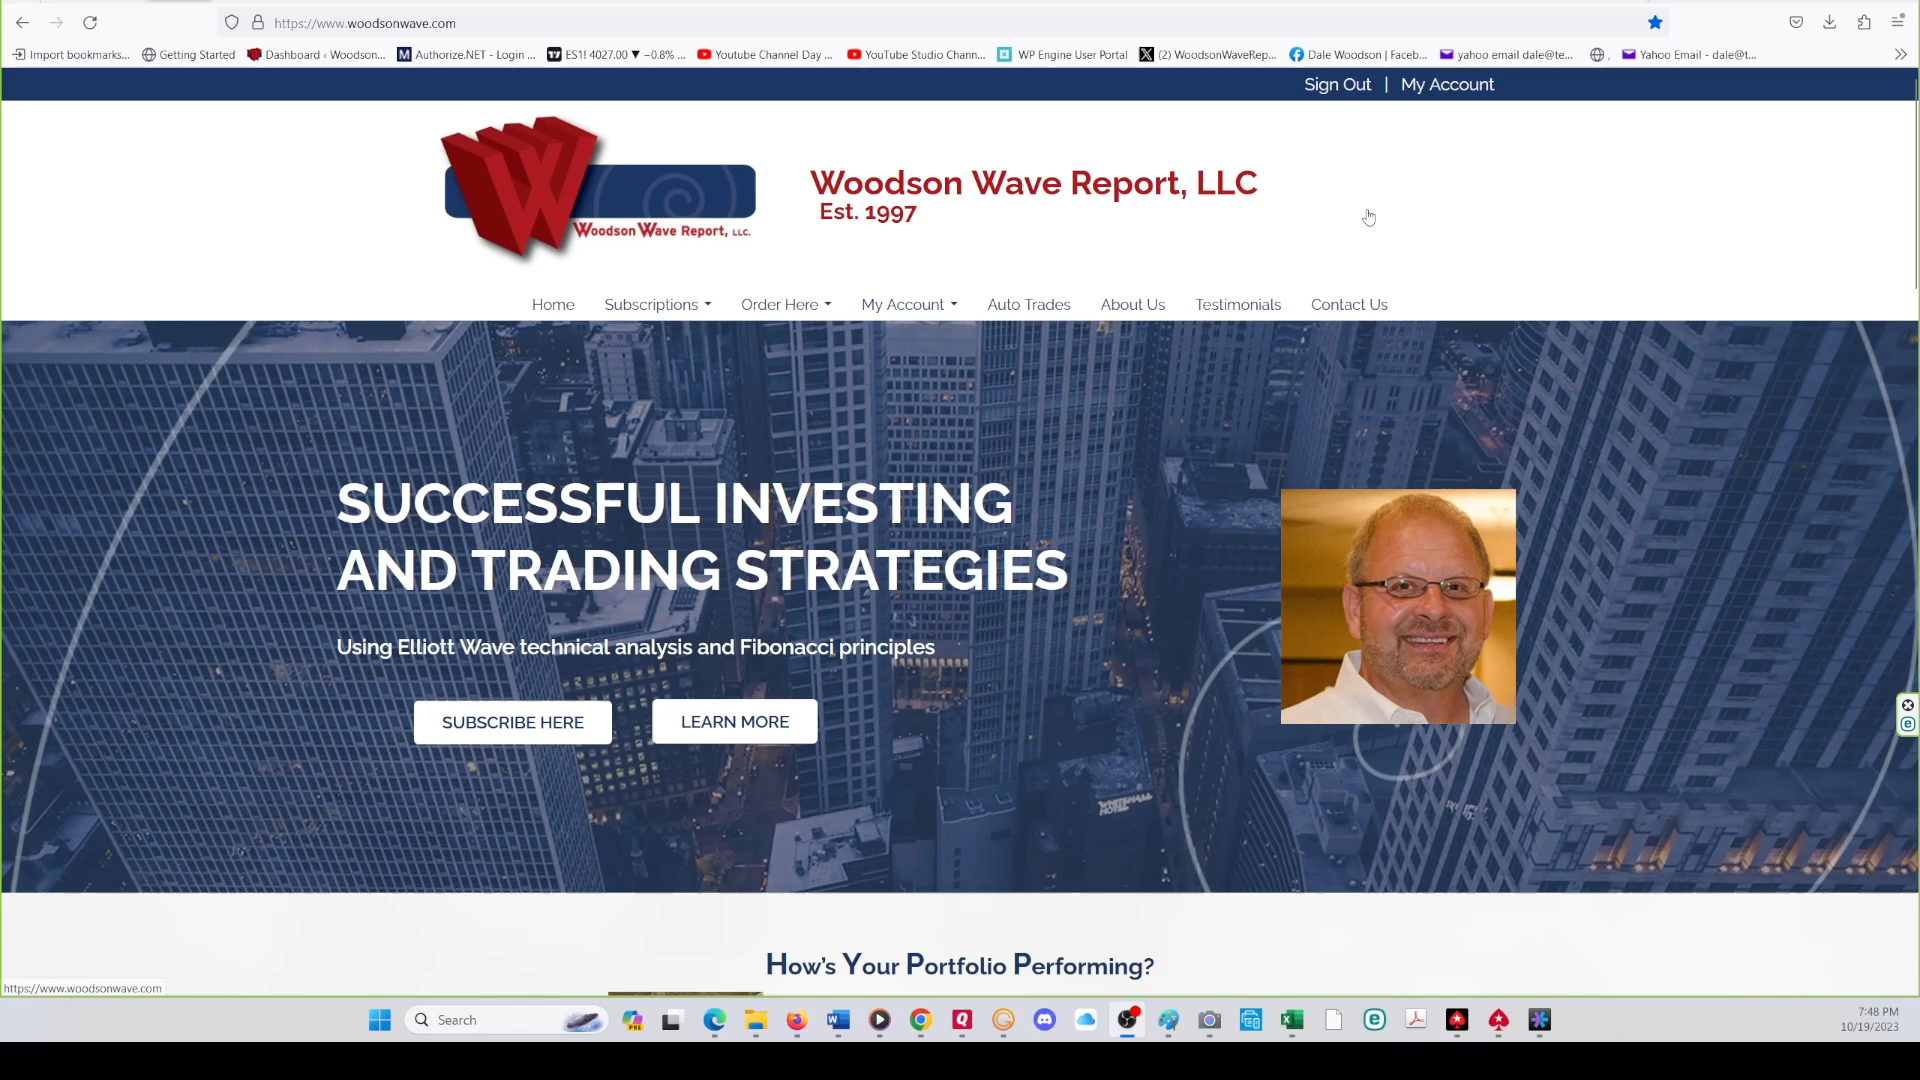 https://www.woodsonwave.com
Import bookmarks...
Getting Started
Dashboard ‹ Woodson...
Authorize.NET - Login ...
ES1! 4027.00 ▼ −0.8% ...
Youtube Channel Day ...
YouTube Studio Chann...
WP Engine User Portal
(2) WoodsonWaveRep...
Dale Woodson | Faceb...
yahoo email dale@te...
Yahoo Email - dale@t...
Sign Out | My Account
Woodson Wave Report, LLC.
Woodson Wave Report, LLC
Est. 1997
Home
Subscriptions
Order Here
My Account
Auto Trades
About Us
Testimonials
Contact Us
SUCCESSFUL INVESTING
AND TRADING STRATEGIES
Using Elliott Wave technical analysis and Fibonacci principles
SUBSCRIBE HERE
LEARN MORE
WHITEHALL
HOTEL
How's Your Portfolio Performing?
https://www.woodsonwave.com
Search
7:48 PM
10/19/2023